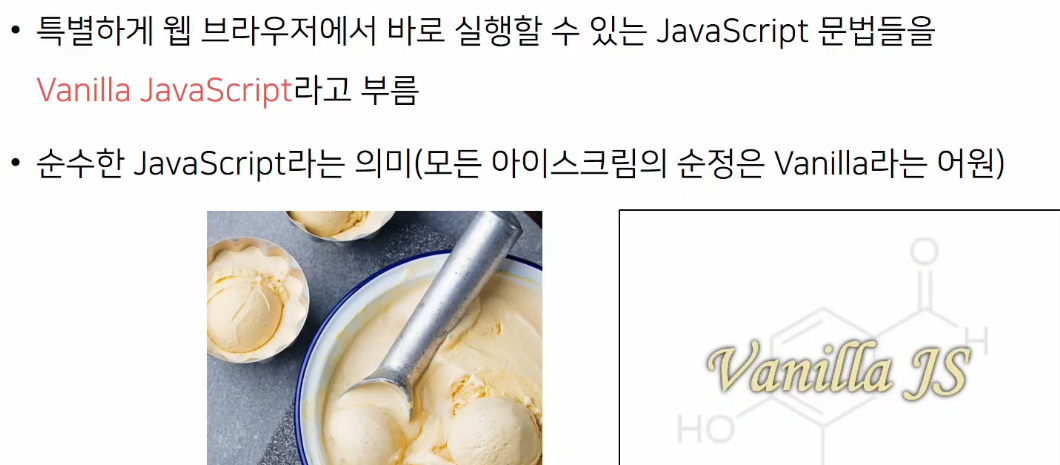 • 특별하게 웹 브라우저에서 바로 실행할 수 있는 JavaScript 문법들을
Vanilla JavaScript라고 부름
• 순수한 JavaScript라는 의미(모든 아이스크림의 순정은 Vanilla라는 어원)
O
H
Vanilla JS
HO